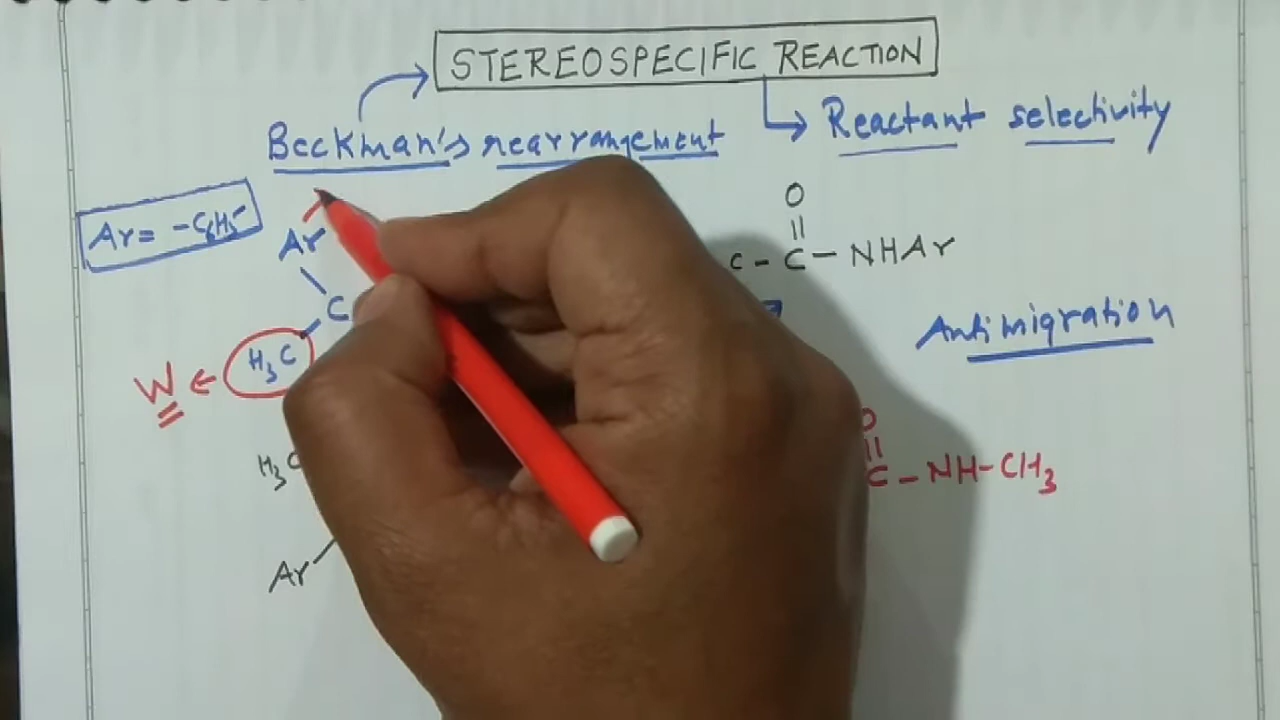 STEREOSPECIFIC REACTION
Beckman's rearrangement
Reactant selectivity
Ar = -C6H5
Ar
C
H3C
W
O
C - C - NHAr
Antimigration
H3C
Ar
O
C - NH - CH3